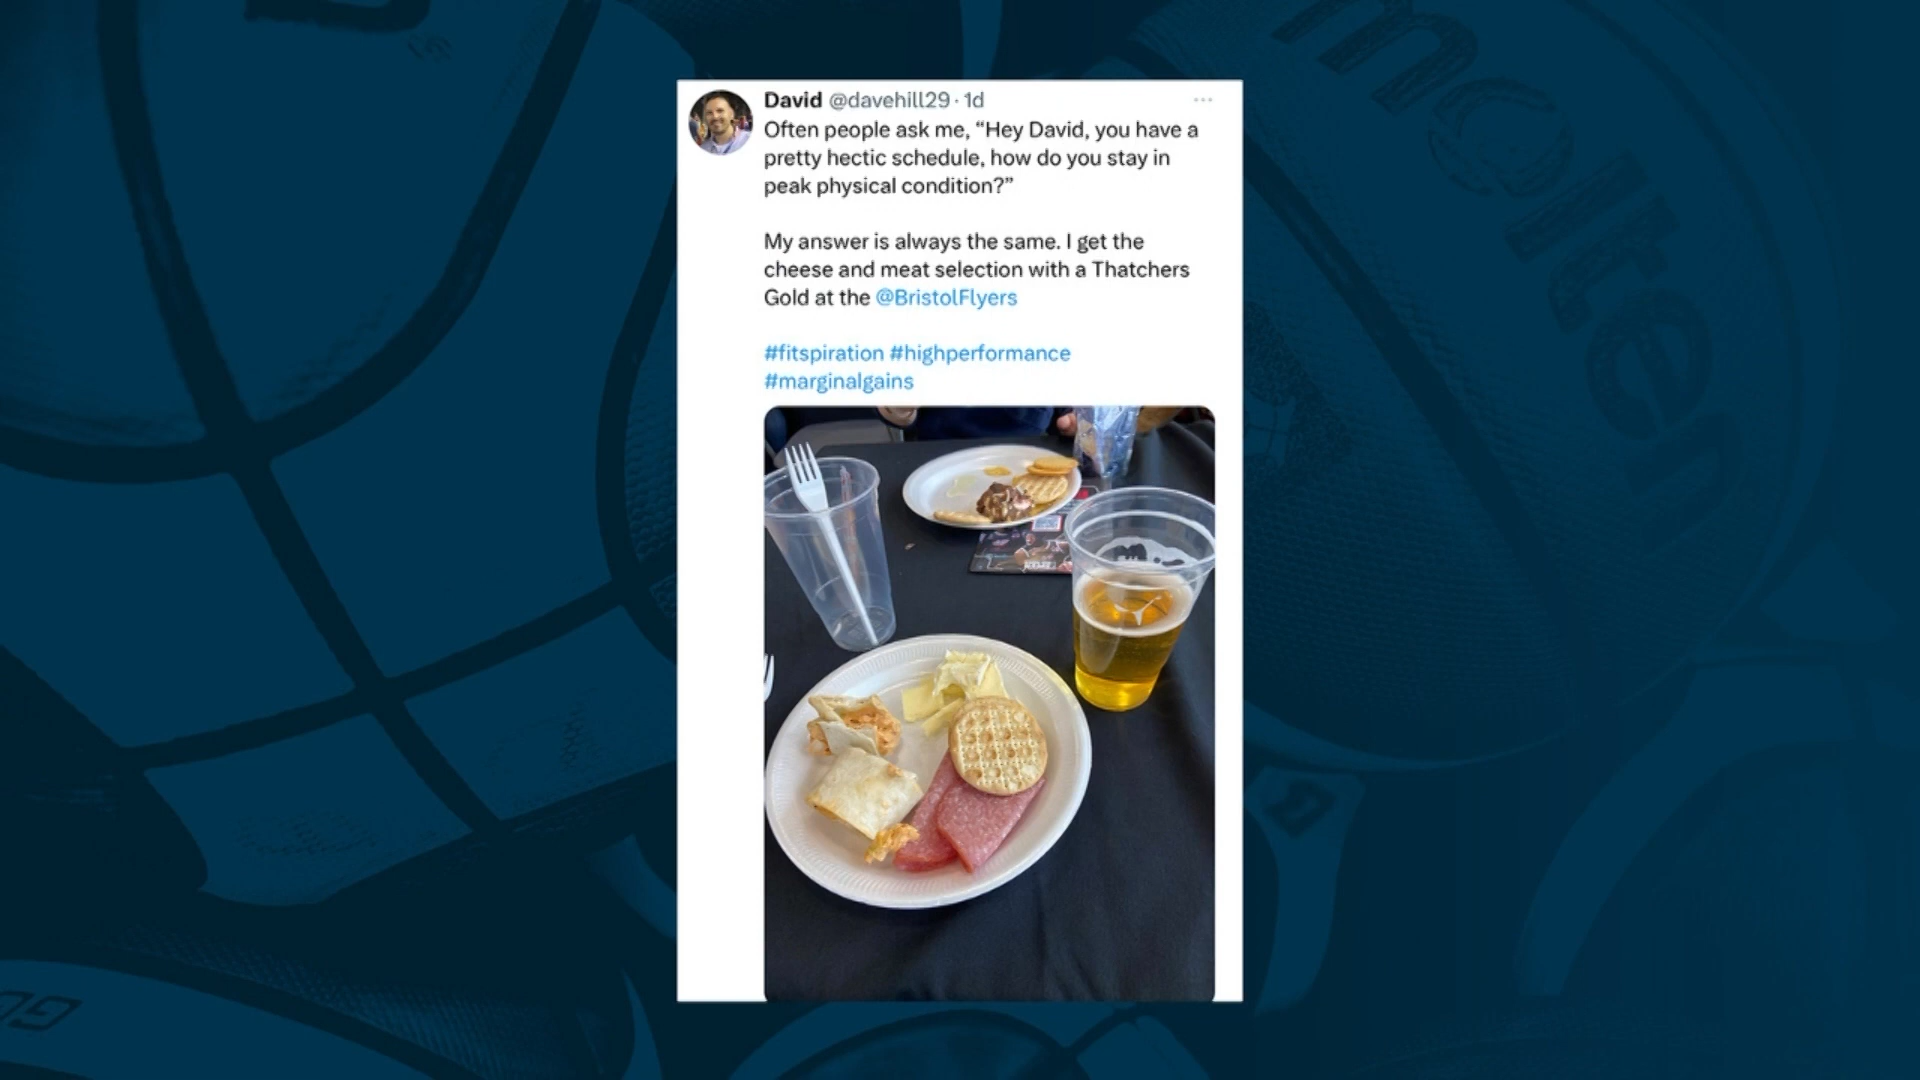 David @davehill29 · 1d
Often people ask me, “Hey David, you have a
pretty hectic schedule, how do you stay in
peak physical condition?”
My answer is always the same. I get the
cheese and meat selection with a Thatchers
Gold at the @BristolFlyers
#fitspiration #highperformance
#marginalgains
molten